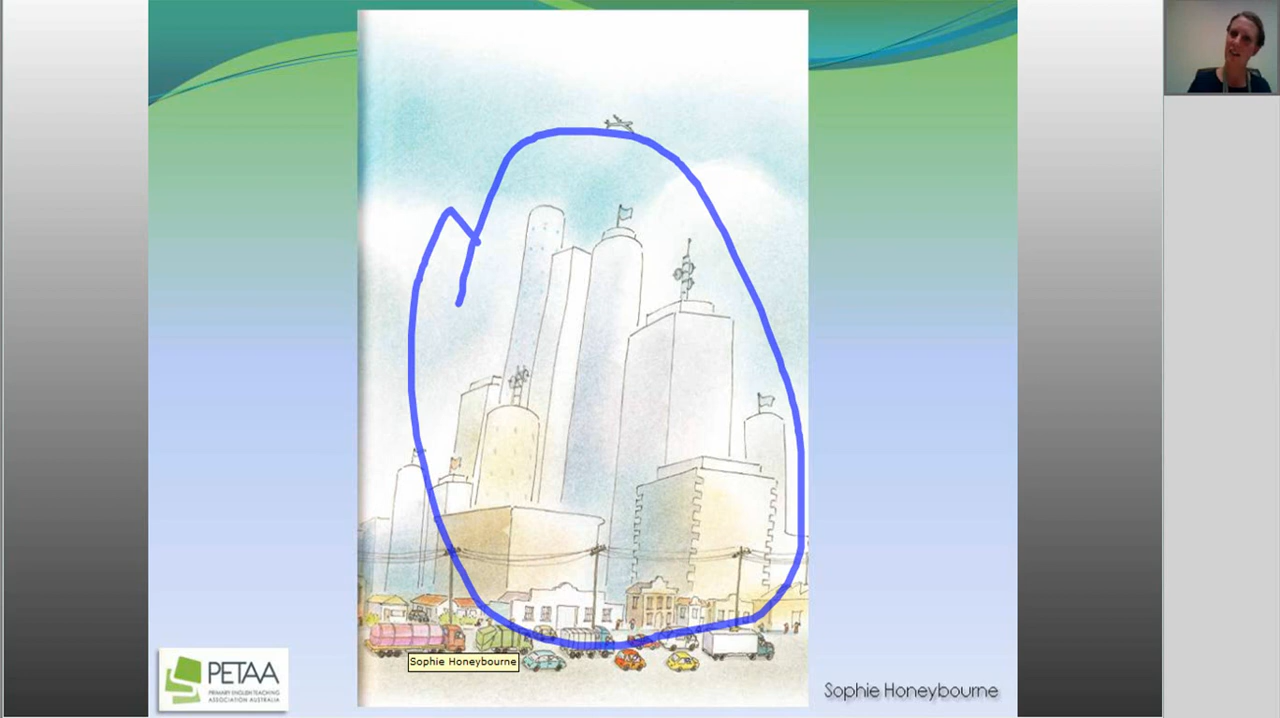 Sophie Honeybourne
PETAA
PRIMARY ENGLISH TEACHING
ASSOCIATION AUSTRALIA
Sophie Honeybourne